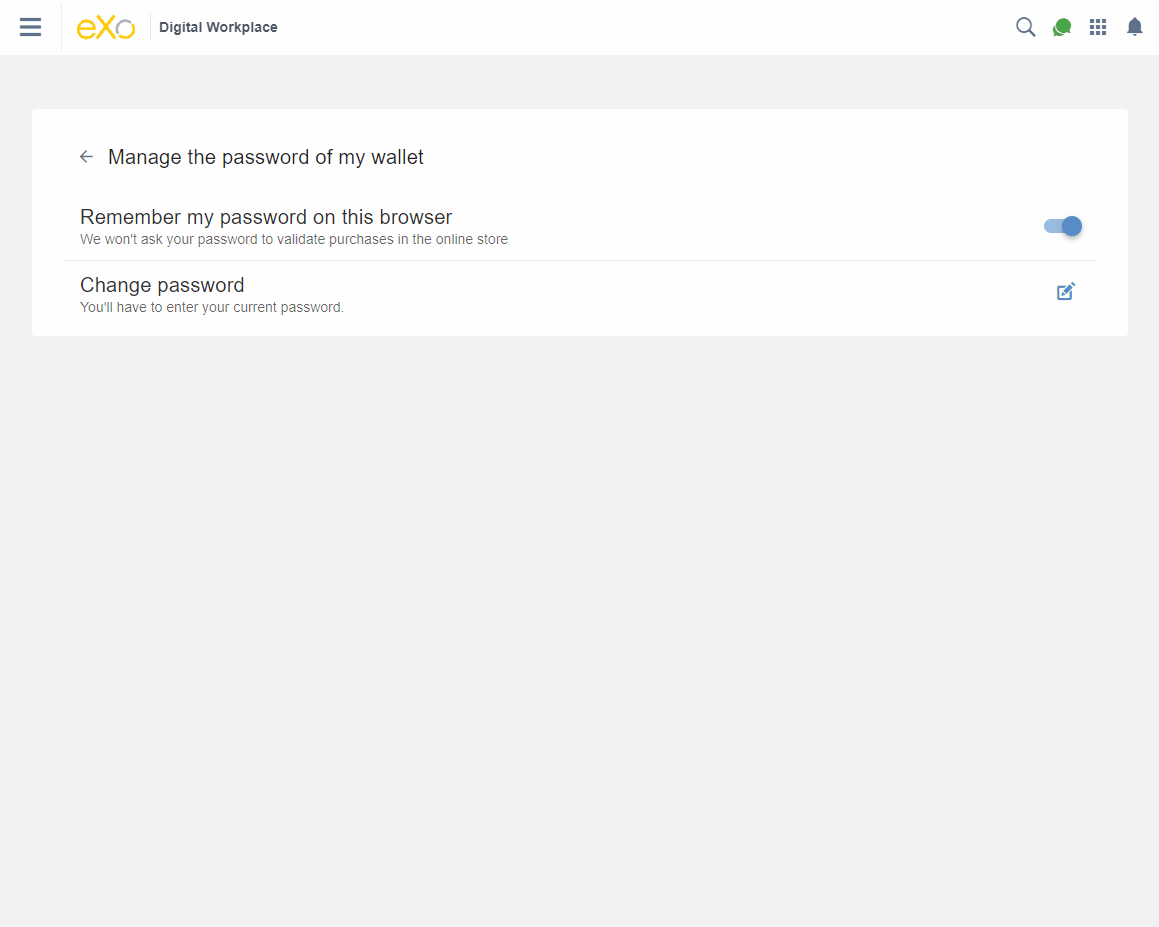 eXo Digital Workplace
Manage the password of my wallet
Remember my password on this browser
We won't ask your password to validate purchases in the online store
Change password
You'll have to enter your current password.